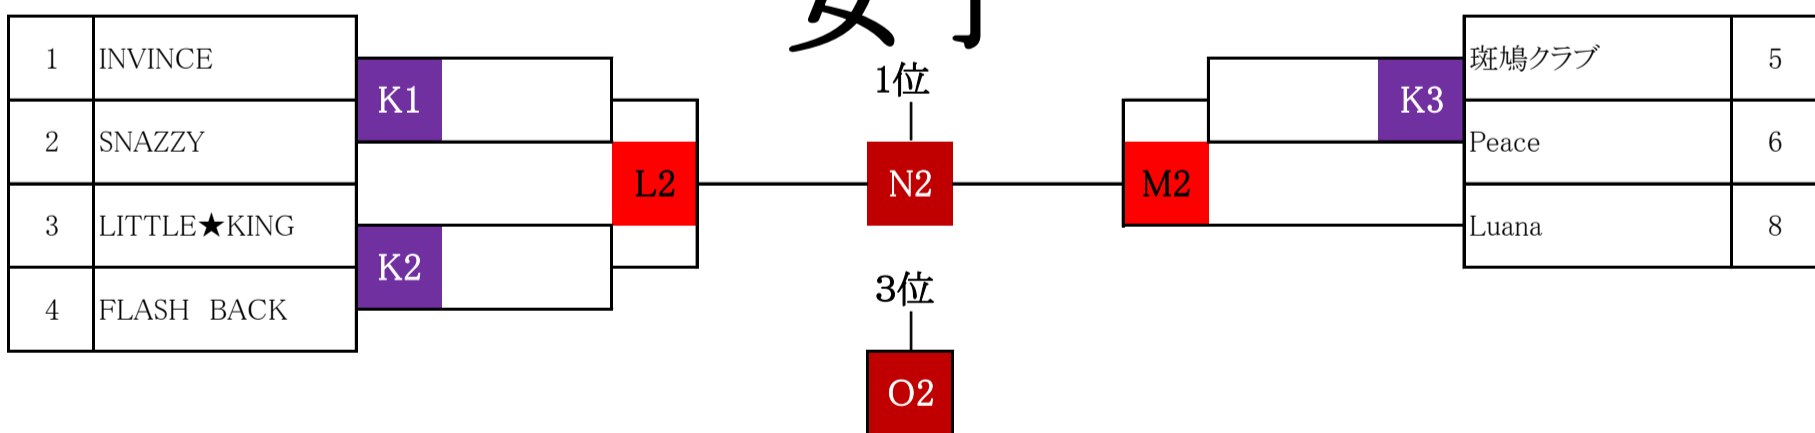 1 INVINCE
2 SNAZZY
3 LITTLE★KING
4 FLASH BACK
K1
K2
L2
1位
N2
3位
O2
M2
K3
斑鳩クラブ 5
Peace 6
Luana 8